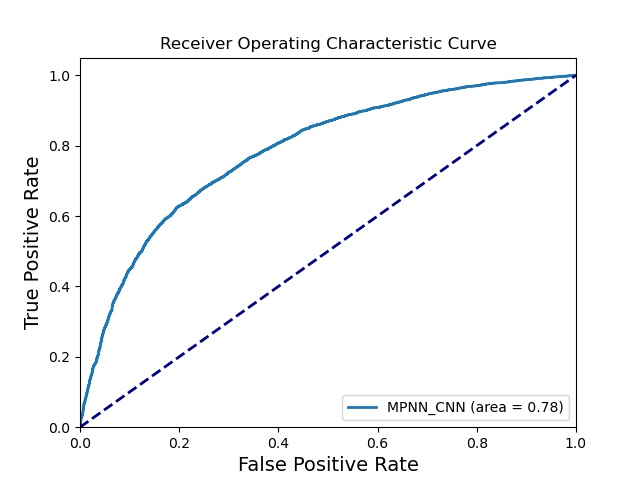 Receiver Operating Characteristic Curve
True Positive Rate
1.0
0.8
0.6
0.4
0.2
0.0
MPNN_CNN (area = 0.78)
0.0 0.2 0.4 0.6 0.8 1.0
False Positive Rate